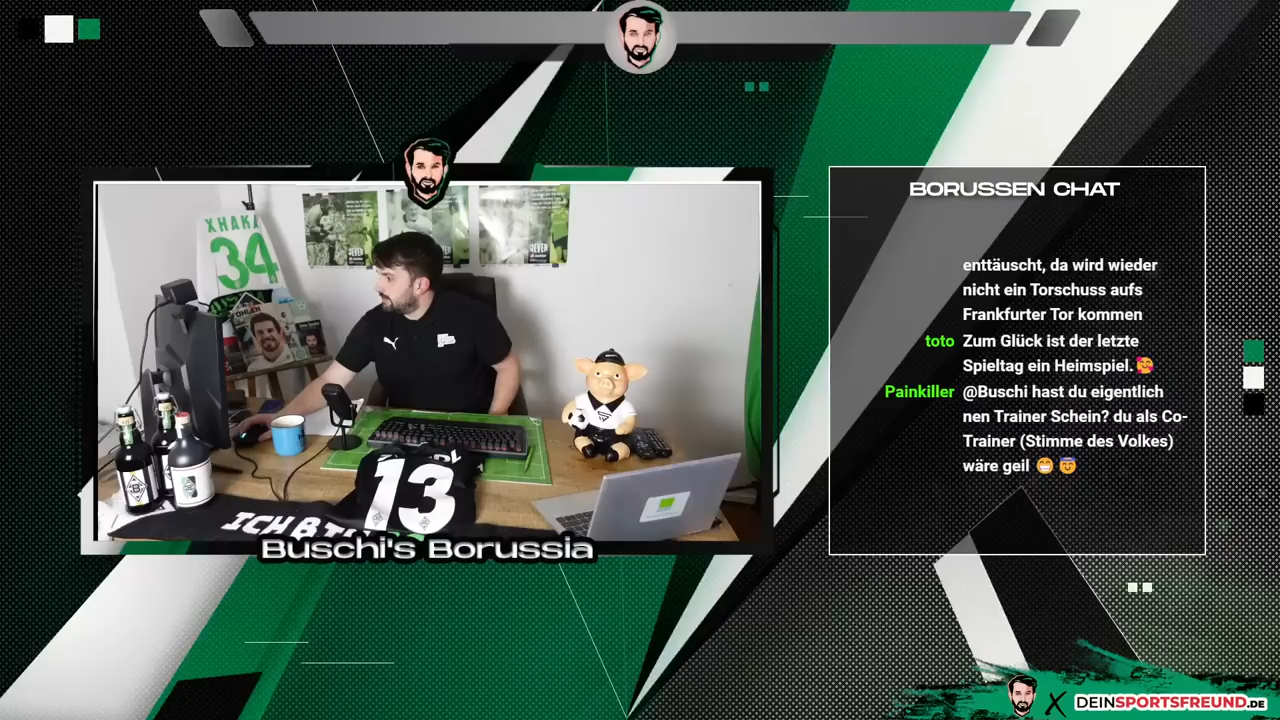 BORUSSEN CHAT
enttäuscht, da wird wieder
nicht ein Torschuss aufs
Frankfurter Tor kommen
toto Zum Glück ist der letzte
Spieltag ein Heimspiel.🥰
Painkiller @Buschi hast du eigentlich
nen Trainer Schein? du als Co-
Trainer (Stimme des Volkes)
wäre geil 😁😇
XHAKA
34
13
ICH BIN
Buschi's Borussia
X DEINSPORTSFREUND.DE